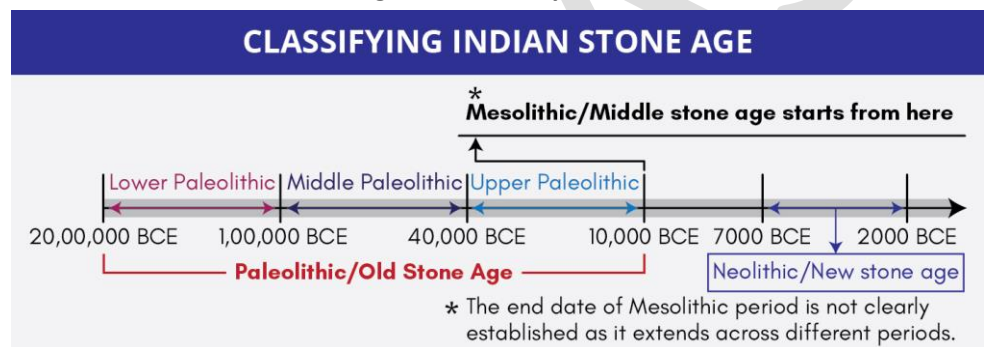 CLASSIFYING INDIAN STONE AGE
*
Mesolithic/Middle stone age starts from here
Lower Paleolithic Middle Paleolithic Upper Paleolithic
20,00,000 BCE 1,00,000 BCE 40,000 BCE 10,000 BCE 7000 BCE 2000 BCE
Paleolithic/Old Stone Age
Neolithic/New stone age
* The end date of Mesolithic period is not clearly
established as it extends across different periods.